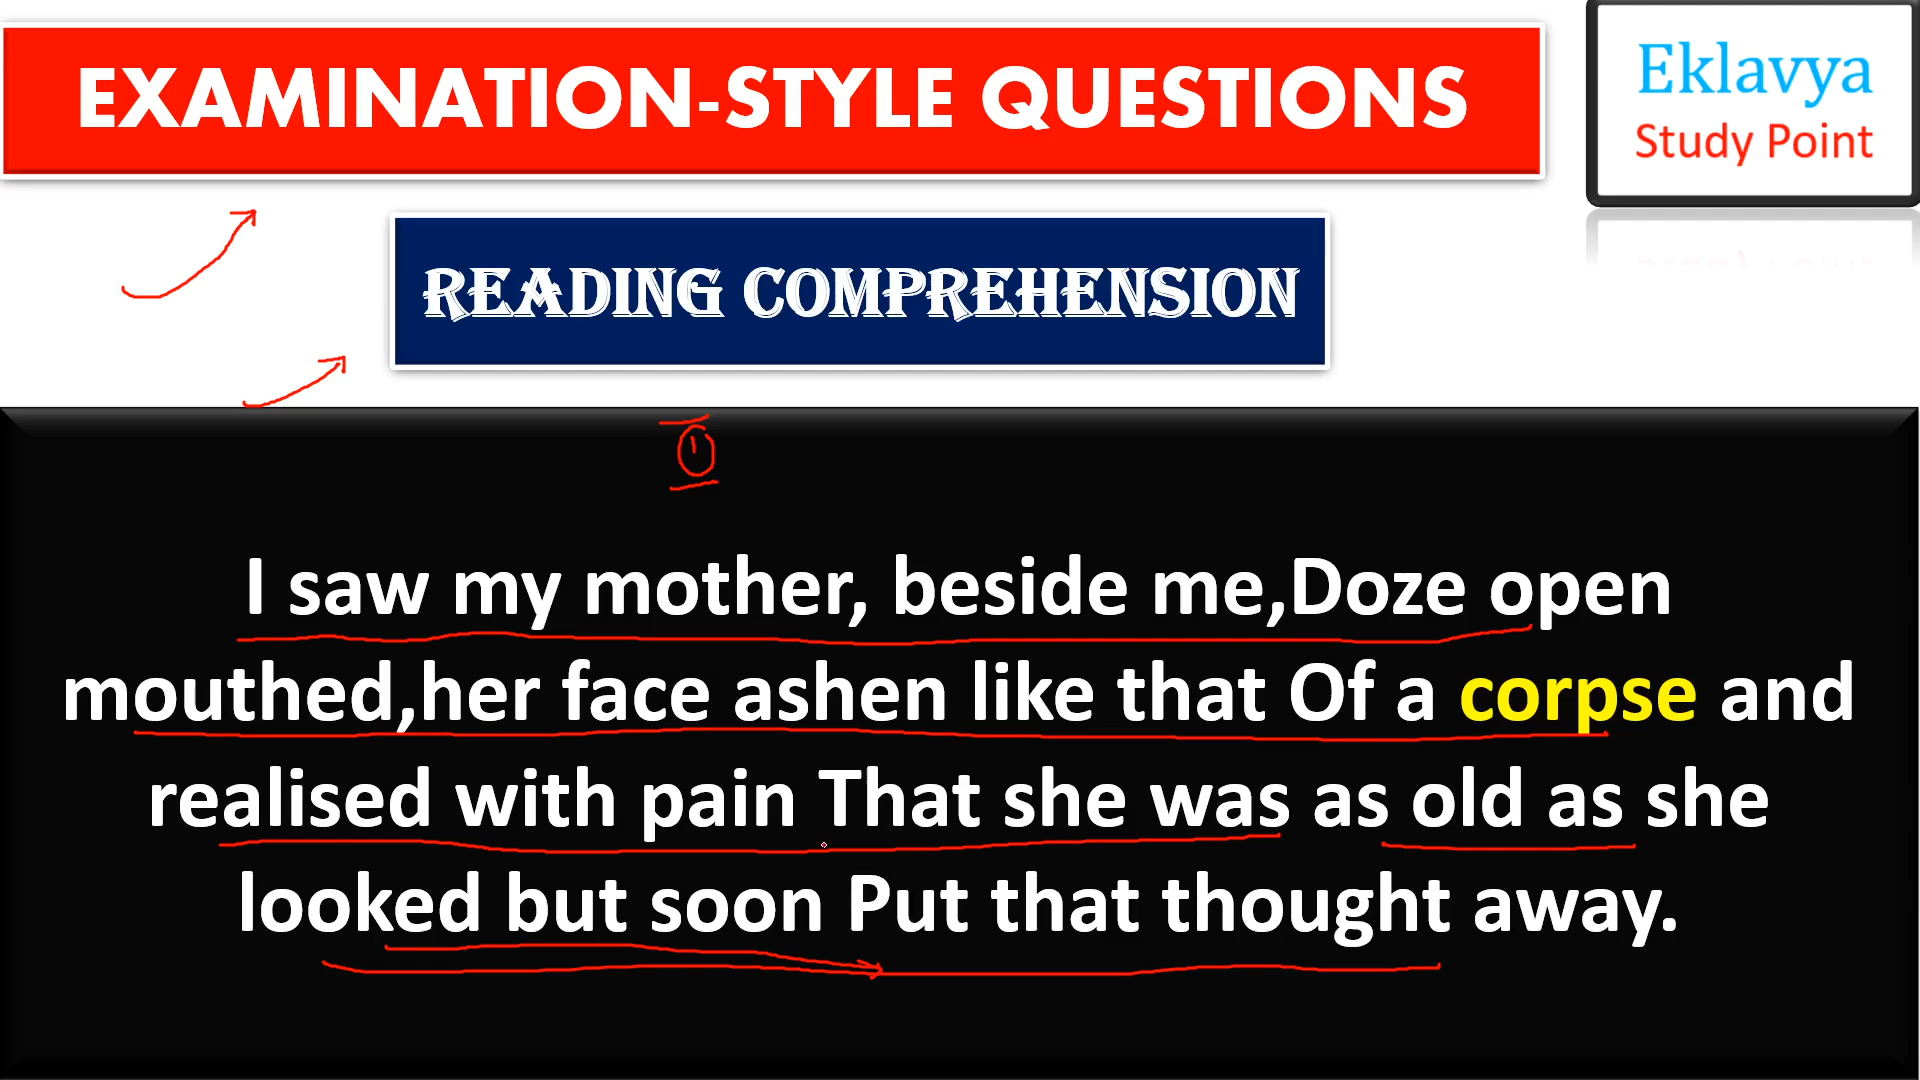 EXAMINATION-STYLE QUESTIONS
Eklavya
Study Point
READING COMPREHENSION
1
I saw my mother, beside me,Doze open
mouthed,her face ashen like that Of a corpse and
realised with pain That she was as old as she
looked but soon Put that thought away.